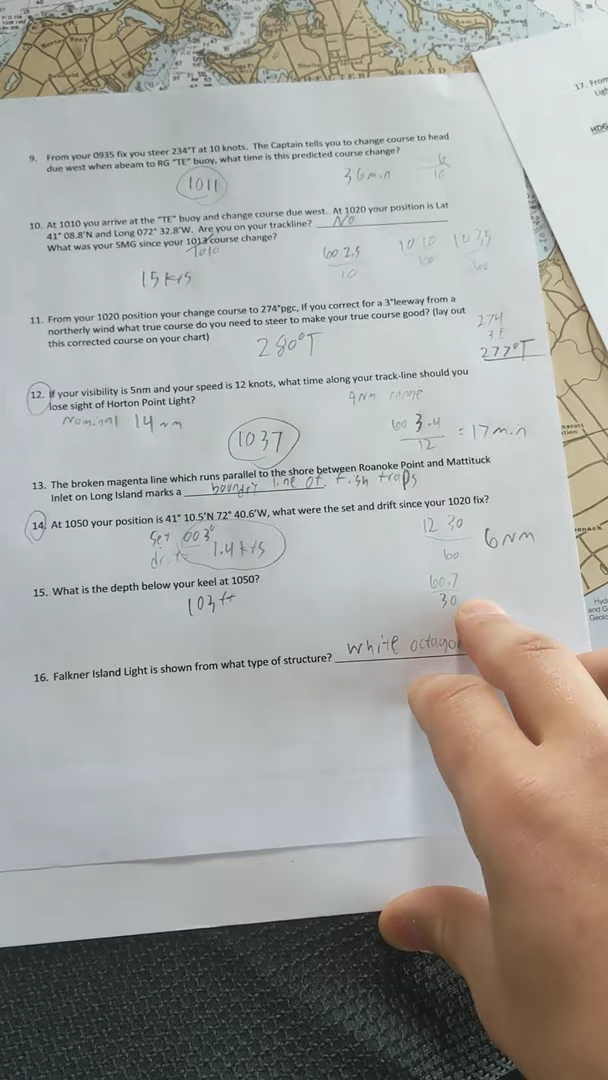 17. From
Ligh
HDG
9. From your 0935 fix you steer 234°T at 10 knots. The Captain tells you to change course to head
due west when abeam to RG "TE" buoy, what time is this predicted course change?
1011
36min
6
10
10. At 1010 you arrive at the "TE" buoy and change course due west. At 1020 your position is Lat
41° 08.8'N and Long 072° 32.8'W. Are you on your trackline? No
What was your SMG since your 1013 course change?
1010
15kts
60 2.5
10
11. From your 1020 position your change course to 274°pgc, If you correct for a 3°leeway from a
northerly wind what true course do you need to steer to make your true course good? (lay out
this corrected course on your chart)
280°T
274
3E
277°T
12. If your visibility is 5nm and your speed is 12 knots, what time along your track-line should you
lose sight of Horton Point Light?
Nominal 14nm
9nm range
1037
60 3.4
12
= 17min
13. The broken magenta line which runs parallel to the shore between Roanoke Point and Mattituck
Inlet on Long Island marks a boundry line of fish traps
14. At 1050 your position is 41° 10.5'N 72° 40.6'W, what were the set and drift since your 1020 fix?
Set 003°
drift 1.4kts
12 30
60
6nm
15. What is the depth below your keel at 1050?
103ft
60.7
30
16. Falkner Island Light is shown from what type of structure? white octagon